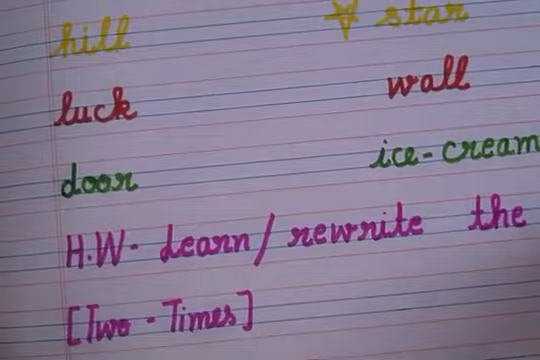 hill ☆ star
luck wall
door ice-cream
H.W- Learn/rewrite the
[Two - Times]